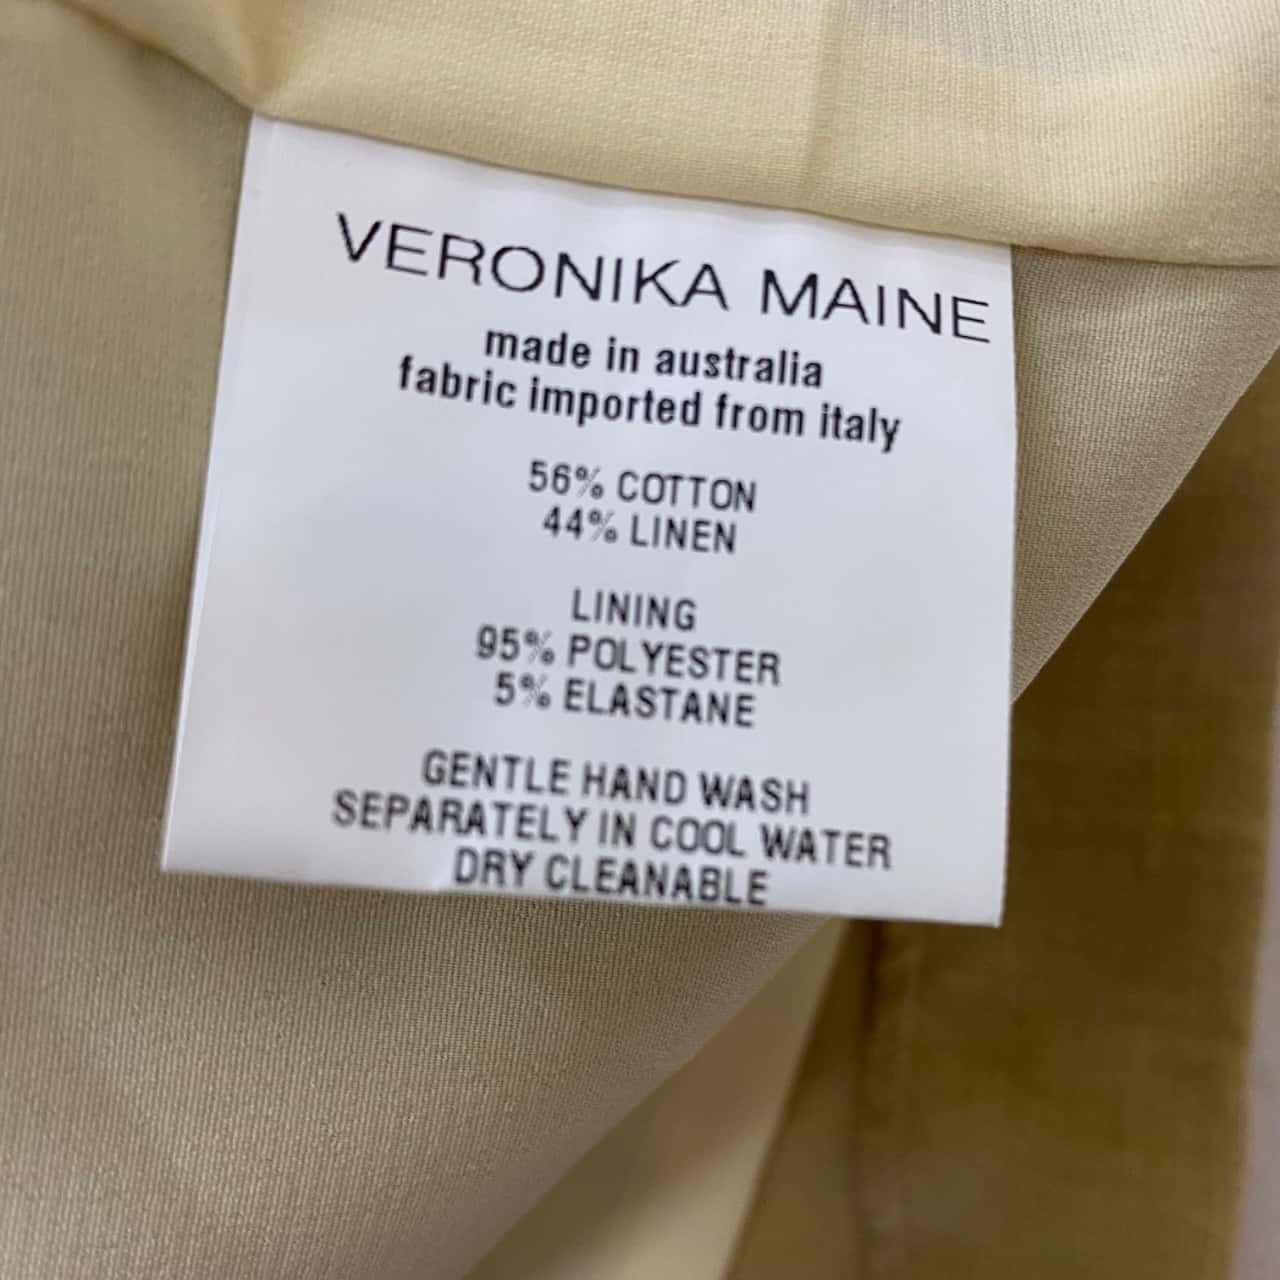 VERONIKA MAINE
made in australia
fabric imported from italy
56% COTTON
44% LINEN
LINING
95% POLYESTER
5% ELASTANE
GENTLE HAND WASH
SEPARATELY IN COOL WATER
DRY CLEANABLE